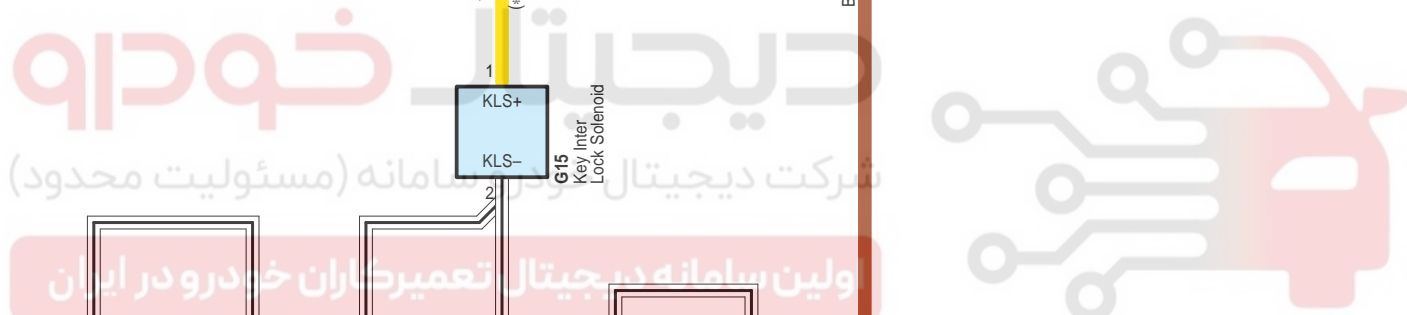 دیجیتال خودرو
1
KLS+
KLS–
2
G15
Key Inter
Lock Solenoid
شرکت دیجیتال خودرو سامانه (مسئولیت محدود)
اولین سامانه دیجیتال تعمیرکاران خودرو در ایران